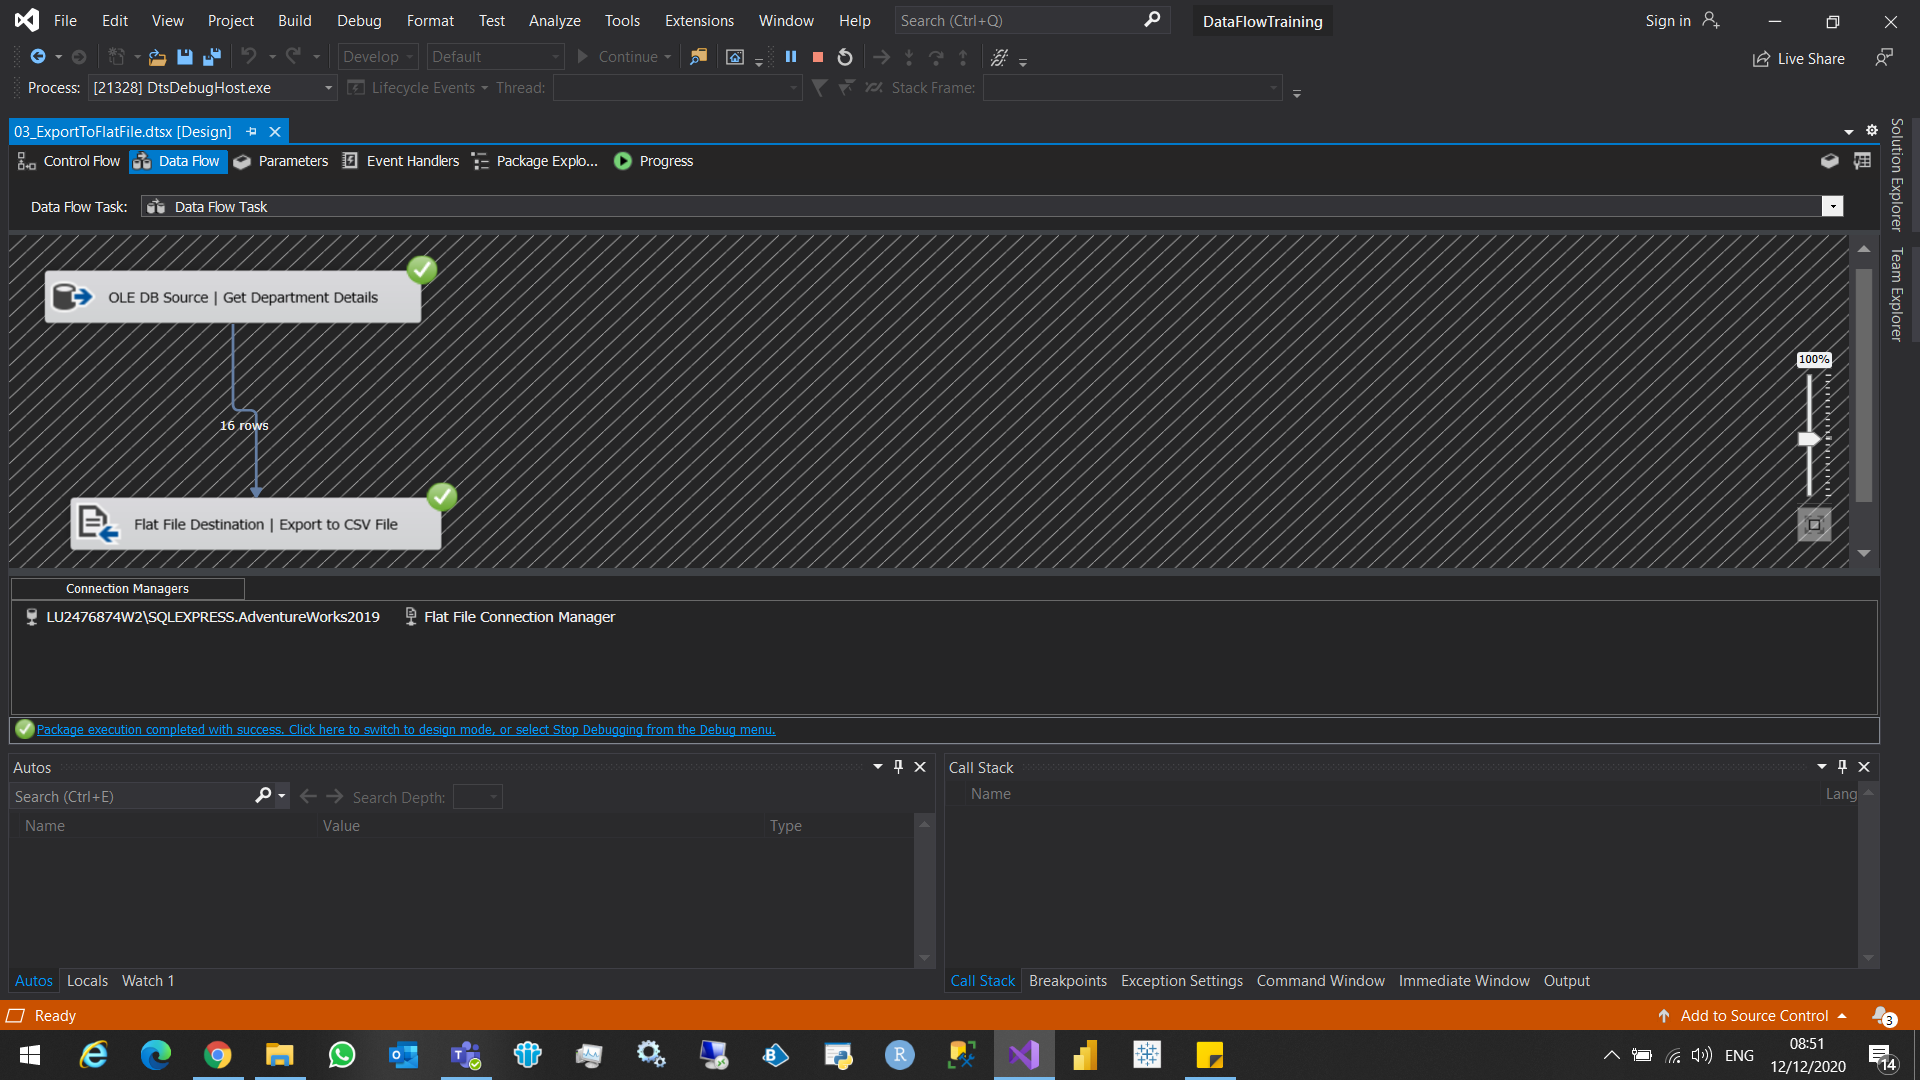 File Edit View Project Build Debug Format Test Analyze Tools Extensions Window Help Search (Ctrl+Q) DataFlowTraining Sign in
Develop Default Continue Live Share
Process: [21328] DtsDebugHost.exe Lifecycle Events Thread: Stack Frame:
03_ExportToFlatFile.dtsx [Design]
Control Flow Data Flow Parameters Event Handlers Package Explo... Progress
Data Flow Task: Data Flow Task
Solution Explorer
Team Explorer
OLE DB Source | Get Department Details
100%
16 rows
Flat File Destination | Export to CSV File
Connection Managers
LU2476874W2\SQLEXPRESS.AdventureWorks2019 Flat File Connection Manager
Package execution completed with success. Click here to switch to design mode, or select Stop Debugging from the Debug menu.
Autos
Search (Ctrl+E) Search Depth:
Name Value Type
Autos Locals Watch 1
Call Stack
Name Lang
Call Stack Breakpoints Exception Settings Command Window Immediate Window Output
Ready Add to Source Control 3
ENG 08:51
12/12/2020 14